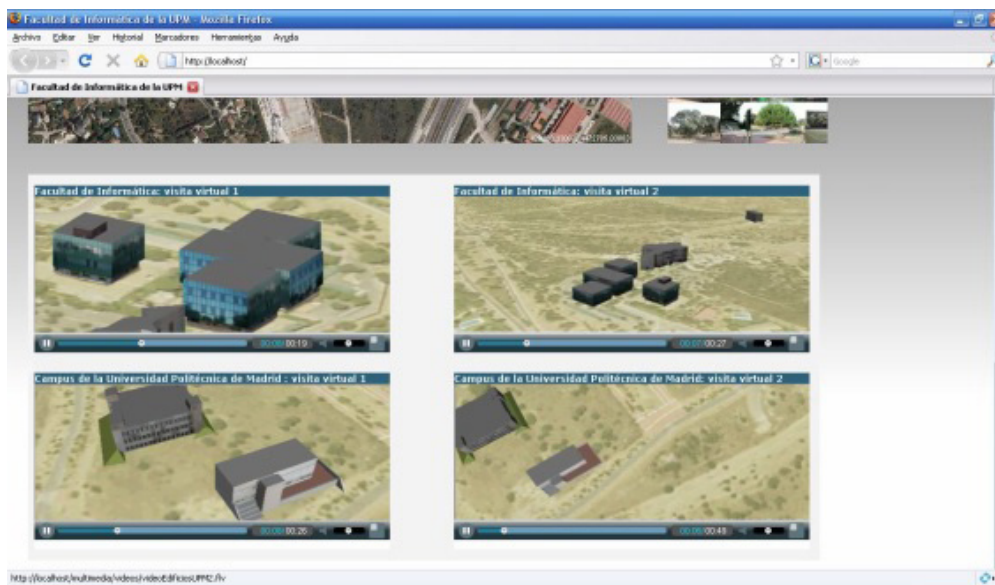 Facultad de Informática de la UPM - Mozilla Firefox
Archivo Editar Ver Historial Marcadores Herramientas Ayuda
http://localhost/ Google
Facultad de Informática de la UPM
Facultad de Informática: visita virtual 1 Facultad de Informática: visita virtual 2
00:19 00:27
Campus de la Universidad Politécnica de Madrid : visita virtual 1 Campus de la Universidad Politécnica de Madrid: visita virtual 2
00:26 00:48
http://localhost/multimedia/videos/videoEdificiosUPM2.flv